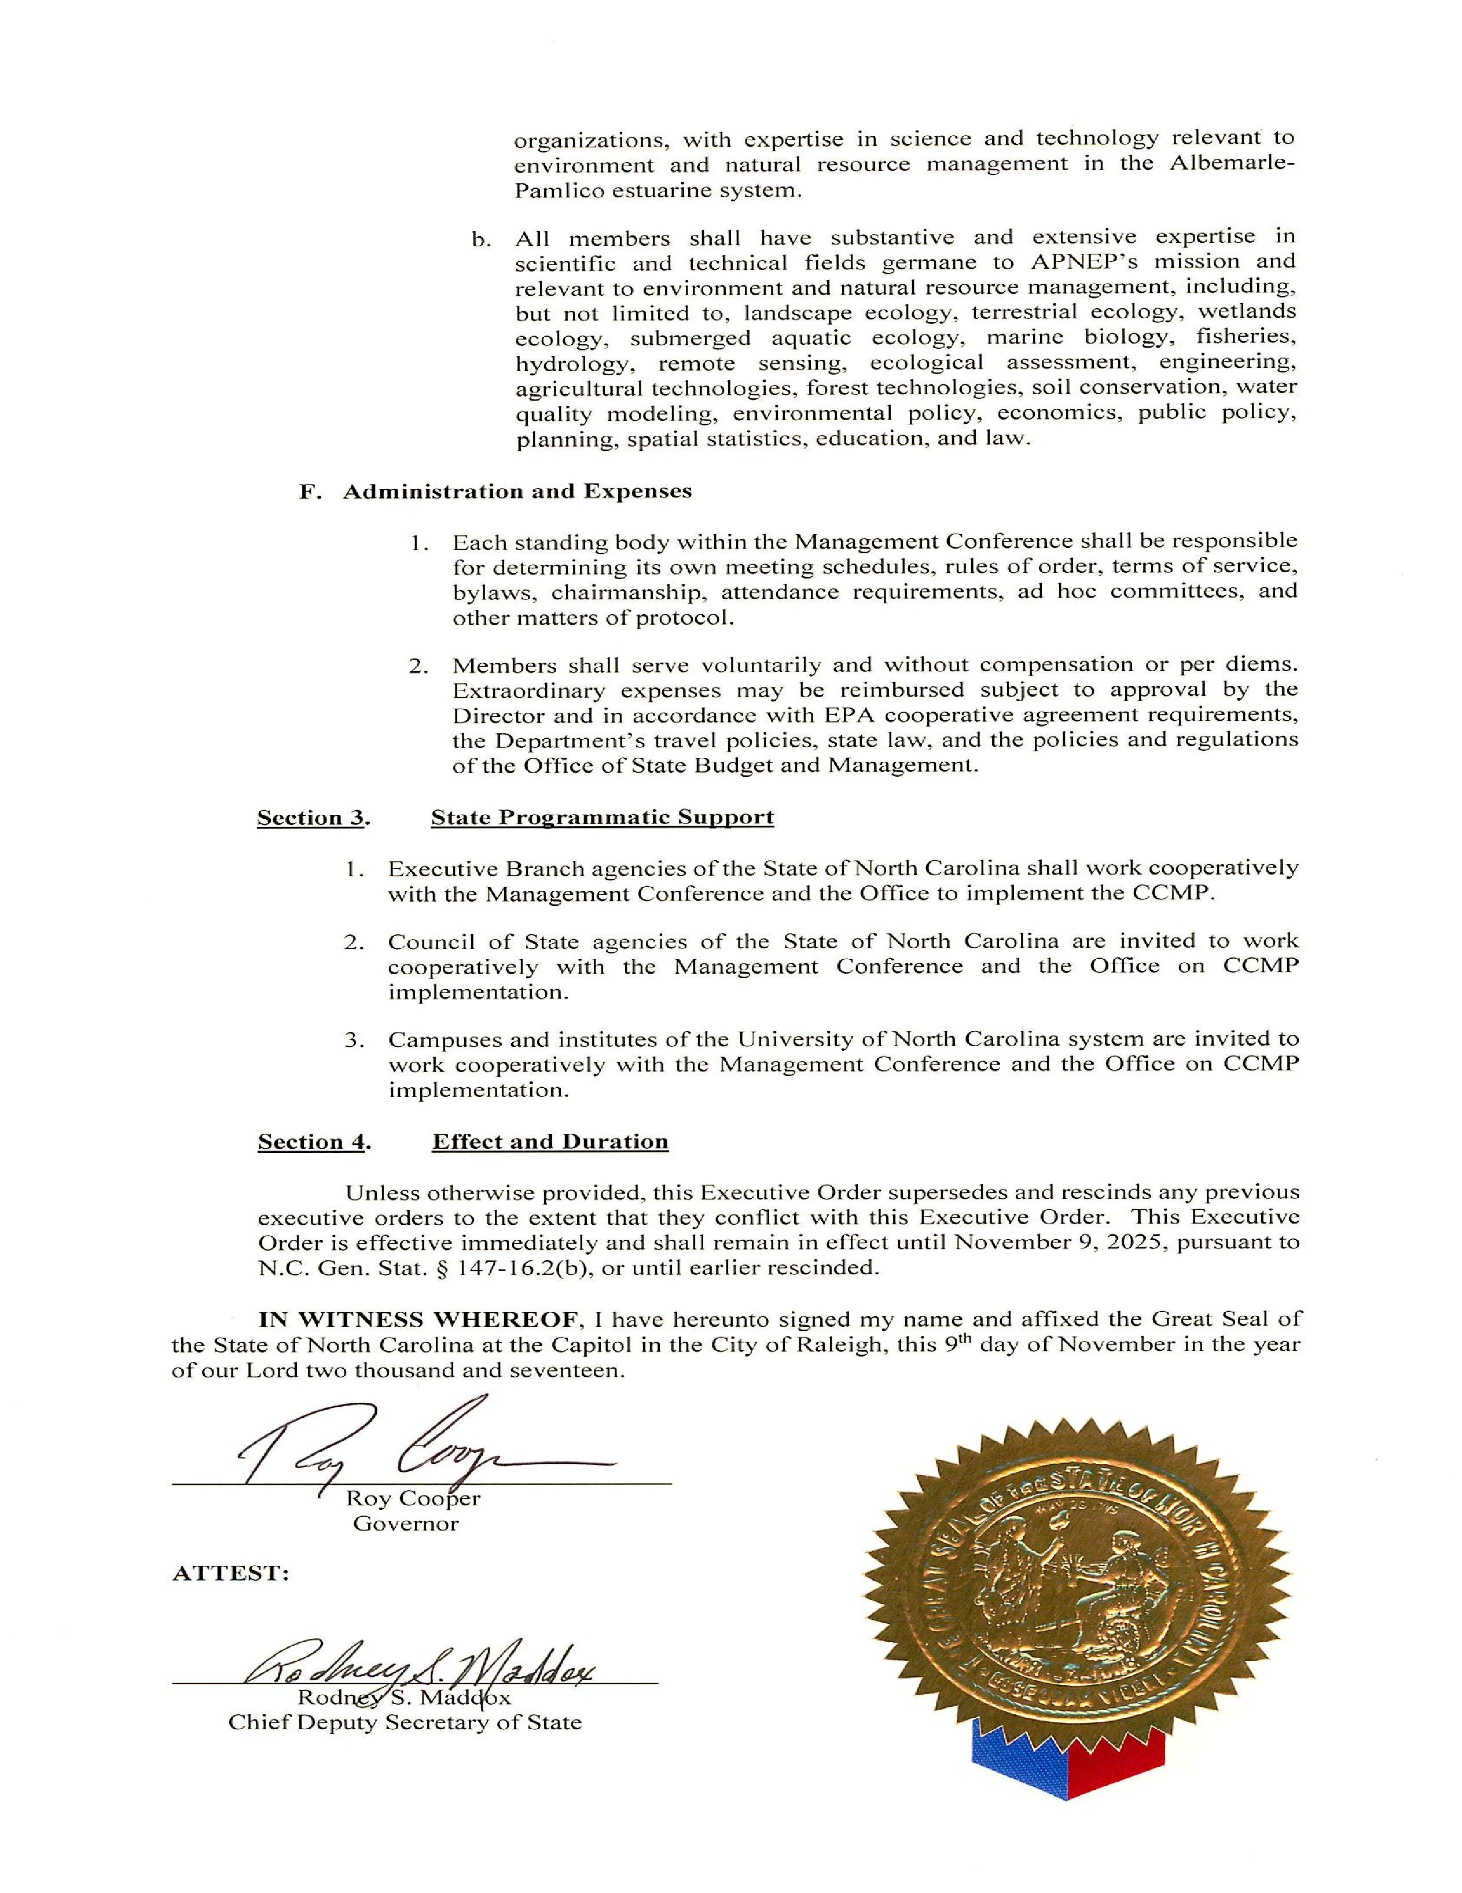 organizations, with expertise in science and technology relevant to
environment and natural resource management in the Albemarle-
Pamlico estuarine system.
b. All members shall have substantive and extensive expertise in
scientific and technical fields germane to APNEP's mission and
relevant to environment and natural resource management, including,
but not limited to, landscape ecology, terrestrial ecology, wetlands
ecology, submerged aquatic ecology, marine biology, fisheries,
hydrology, remote sensing, ecological assessment, engineering,
agricultural technologies, forest technologies, soil conservation, water
quality modeling, environmental policy, economics, public policy,
planning, spatial statistics, education, and law.
F. Administration and Expenses
1. Each standing body within the Management Conference shall be responsible
for determining its own meeting schedules, rules of order, terms of service,
bylaws, chairmanship, attendance requirements, ad hoc committees, and
other matters of protocol.
2. Members shall serve voluntarily and without compensation or per diems.
Extraordinary expenses may be reimbursed subject to approval by the
Director and in accordance with EPA cooperative agreement requirements,
the Department's travel policies, state law, and the policies and regulations
of the Office of State Budget and Management.
Section 3. State Programmatic Support
1. Executive Branch agencies of the State of North Carolina shall work cooperatively
with the Management Conference and the Office to implement the CCMP.
2. Council of State agencies of the State of North Carolina are invited to work
cooperatively with the Management Conference and the Office on CCMP
implementation.
3. Campuses and institutes of the University of North Carolina system are invited to
work cooperatively with the Management Conference and the Office on CCMP
implementation.
Section 4. Effect and Duration
Unless otherwise provided, this Executive Order supersedes and rescinds any previous
executive orders to the extent that they conflict with this Executive Order. This Executive
Order is effective immediately and shall remain in effect until November 9, 2025, pursuant to
N.C. Gen. Stat. § 147-16.2(b), or until earlier rescinded.
IN WITNESS WHEREOF, I have hereunto signed my name and affixed the Great Seal of
the State of North Carolina at the Capitol in the City of Raleigh, this 9th day of November in the year
of our Lord two thousand and seventeen.
Roy Cooper
Roy Cooper
Governor
ATTEST:
Rodney S. Maddox
Rodney S. Maddox
Chief Deputy Secretary of State
GREAT SEAL OF THE STATE OF NORTH CAROLINA